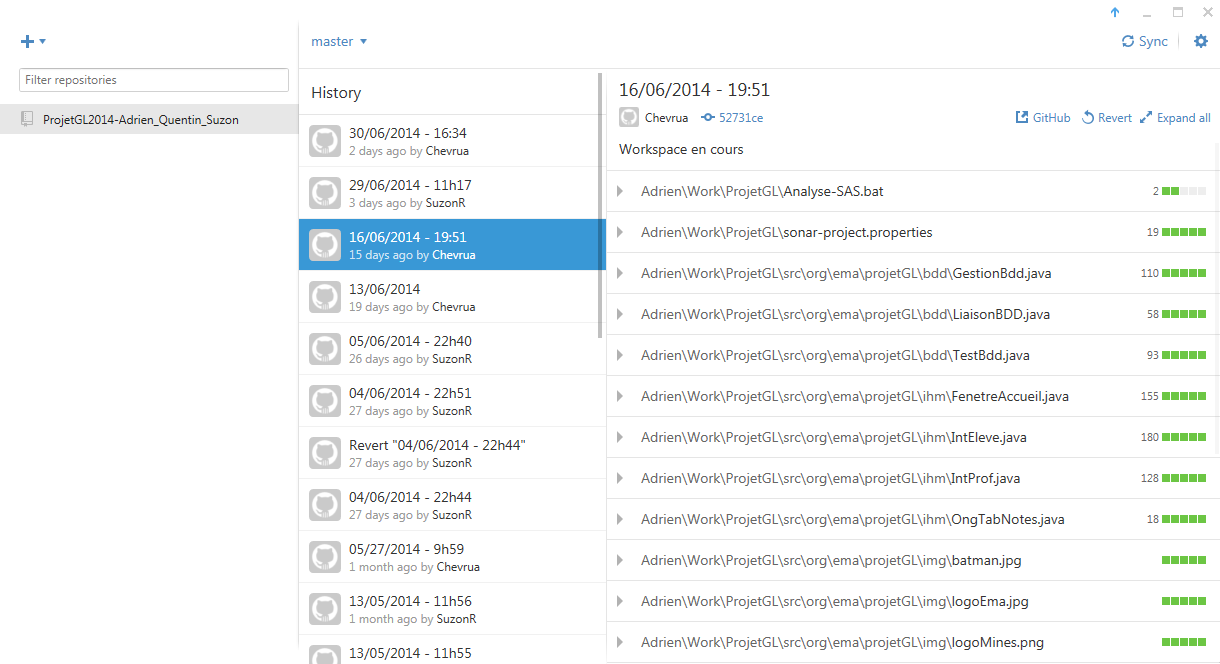 master
Sync
Filter repositories
ProjetGL2014-Adrien_Quentin_Suzon
History
30/06/2014 - 16:34
2 days ago by Chevrua
29/06/2014 - 11h17
3 days ago by SuzonR
16/06/2014 - 19:51
15 days ago by Chevrua
13/06/2014
19 days ago by Chevrua
05/06/2014 - 22h40
26 days ago by SuzonR
04/06/2014 - 22h51
27 days ago by SuzonR
Revert "04/06/2014 - 22h44"
27 days ago by SuzonR
04/06/2014 - 22h44
27 days ago by SuzonR
05/27/2014 - 9h59
1 month ago by Chevrua
13/05/2014 - 11h56
1 month ago by SuzonR
13/05/2014 - 11h55
16/06/2014 - 19:51
Chevrua 52731ce
GitHub Revert Expand all
Workspace en cours
Adrien\Work\ProjetGL\Analyse-SAS.bat 2
Adrien\Work\ProjetGL\sonar-project.properties 19
Adrien\Work\ProjetGL\src\org\ema\projetGL\bdd\GestionBdd.java 110
Adrien\Work\ProjetGL\src\org\ema\projetGL\bdd\LiaisonBDD.java 58
Adrien\Work\ProjetGL\src\org\ema\projetGL\bdd\TestBdd.java 93
Adrien\Work\ProjetGL\src\org\ema\projetGL\ihm\FenetreAccueil.java 155
Adrien\Work\ProjetGL\src\org\ema\projetGL\ihm\IntEleve.java 180
Adrien\Work\ProjetGL\src\org\ema\projetGL\ihm\IntProf.java 128
Adrien\Work\ProjetGL\src\org\ema\projetGL\ihm\OngTabNotes.java 18
Adrien\Work\ProjetGL\src\org\ema\projetGL\img\batman.jpg
Adrien\Work\ProjetGL\src\org\ema\projetGL\img\logoEma.jpg
Adrien\Work\ProjetGL\src\org\ema\projetGL\img\logoMines.png